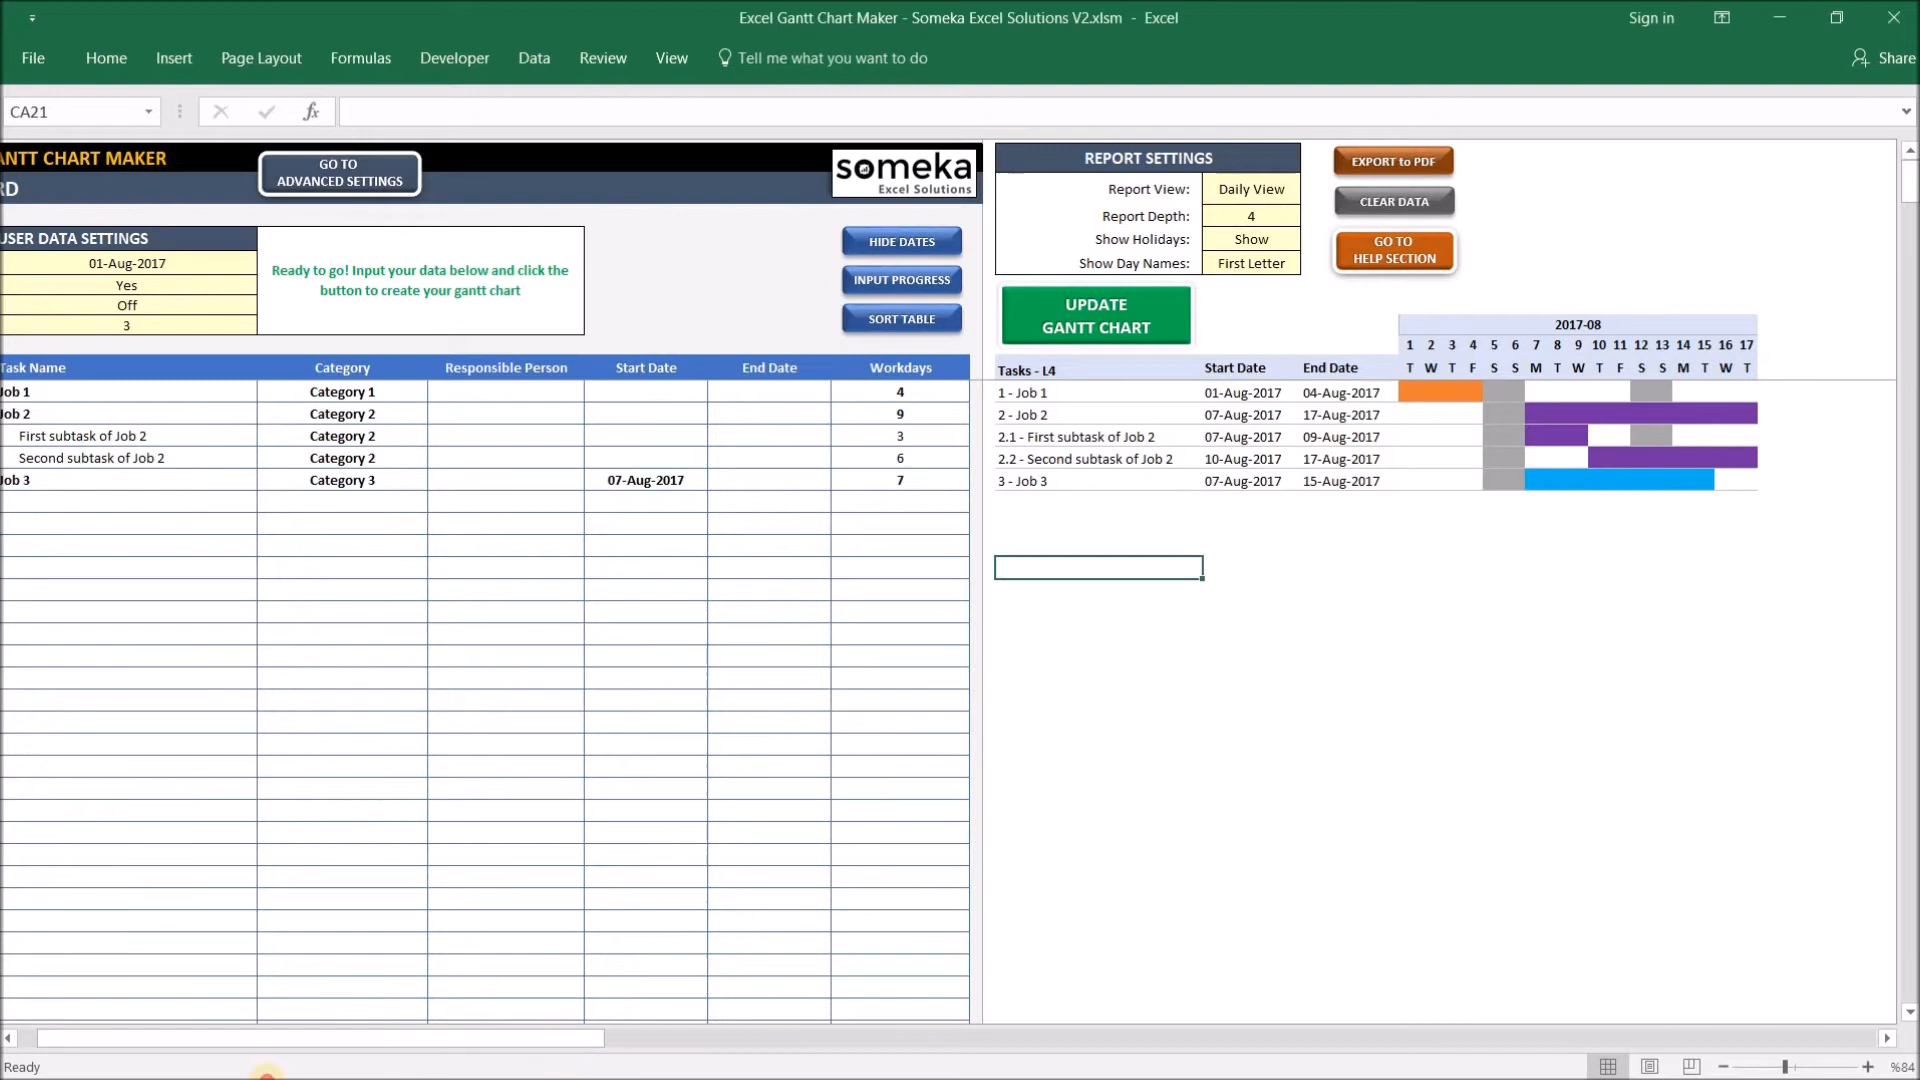 Excel Gantt Chart Maker - Someka Excel Solutions V2.xlsm - Excel
Sign in
File Home Insert Page Layout Formulas Developer Data Review View Tell me what you want to do
Share
CA21
fx
ANTT CHART MAKER
RD
GO TO
ADVANCED SETTINGS
someka
Excel Solutions
USER DATA SETTINGS
01-Aug-2017
Yes
Off
3
Ready to go! Input your data below and click the
button to create your gantt chart
HIDE DATES
INPUT PROGRESS
SORT TABLE
REPORT SETTINGS
Report View: Daily View
Report Depth: 4
Show Holidays: Show
Show Day Names: First Letter
EXPORT to PDF
CLEAR DATA
GO TO
HELP SECTION
UPDATE
GANTT CHART
Task Name Category Responsible Person Start Date End Date Workdays
Job 1 Category 1 4
Job 2 Category 2 9
First subtask of Job 2 Category 2 3
Second subtask of Job 2 Category 2 6
Job 3 Category 3 07-Aug-2017 7
2017-08
1 2 3 4 5 6 7 8 9 10 11 12 13 14 15 16 17
Tasks - L4 Start Date End Date T W T F S S M T W T F S S M T W T
1 - Job 1 01-Aug-2017 04-Aug-2017
2 - Job 2 07-Aug-2017 17-Aug-2017
2.1 - First subtask of Job 2 07-Aug-2017 09-Aug-2017
2.2 - Second subtask of Job 2 10-Aug-2017 17-Aug-2017
3 - Job 3 07-Aug-2017 15-Aug-2017
Ready
%84